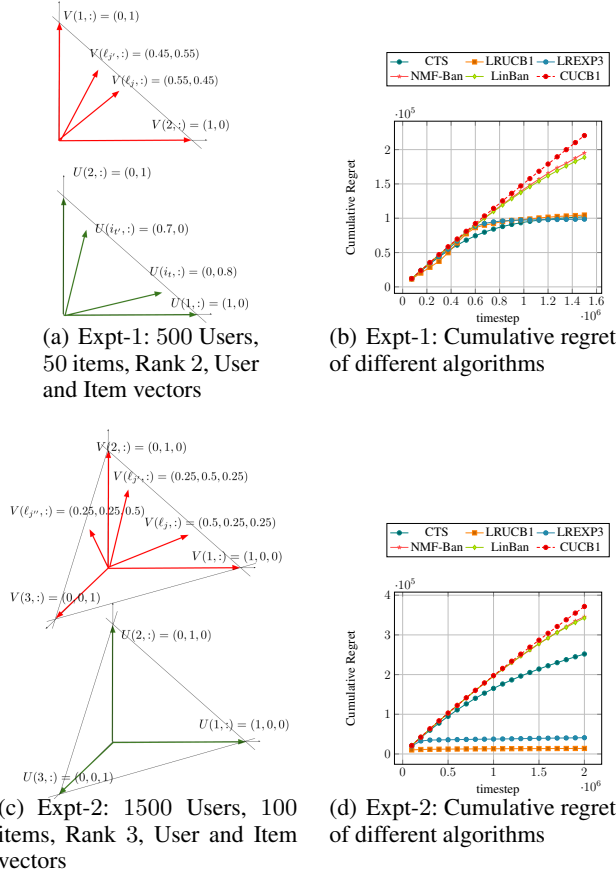 V(1,:) = (0,1)
V(ℓ_{j'},:) = (0.45,0.55)
V(ℓ_j,:) = (0.55,0.45)
V(2,:) = (1,0)
U(2,:) = (0,1)
U(i_{t'},:) = (0.7,0)
U(i_t,:) = (0,0.8)
U(1,:) = (1,0)
(a) Expt-1: 500 Users,
50 items, Rank 2, User
and Item vectors
CTS LRUCB1 LREXP3
NMF-Ban LinBan CUCB1
·10^5
2
1.5
1
0.5
0
Cumulative Regret
0 0.2 0.4 0.6 0.8 1 1.2 1.4 1.6
timestep
·10^6
(b) Expt-1: Cumulative regret
of different algorithms
V(2,:) = (0,1,0)
V(ℓ_{j'},:) = (0.25,0.5,0.25)
V(ℓ_{j''},:) = (0.25,0.25,0.5)
V(ℓ_j,:) = (0.5,0.25,0.25)
V(1,:) = (1,0,0)
V(3,:) = (0,0,1)
U(2,:) = (0,1,0)
U(1,:) = (1,0,0)
U(3,:) = (0,0,1)
(c) Expt-2: 1500 Users, 100
items, Rank 3, User and Item
vectors
CTS LRUCB1 LREXP3
NMF-Ban LinBan CUCB1
·10^5
4
3
2
1
0
Cumulative Regret
0 0.5 1 1.5 2
timestep
·10^6
(d) Expt-2: Cumulative regret
of different algorithms